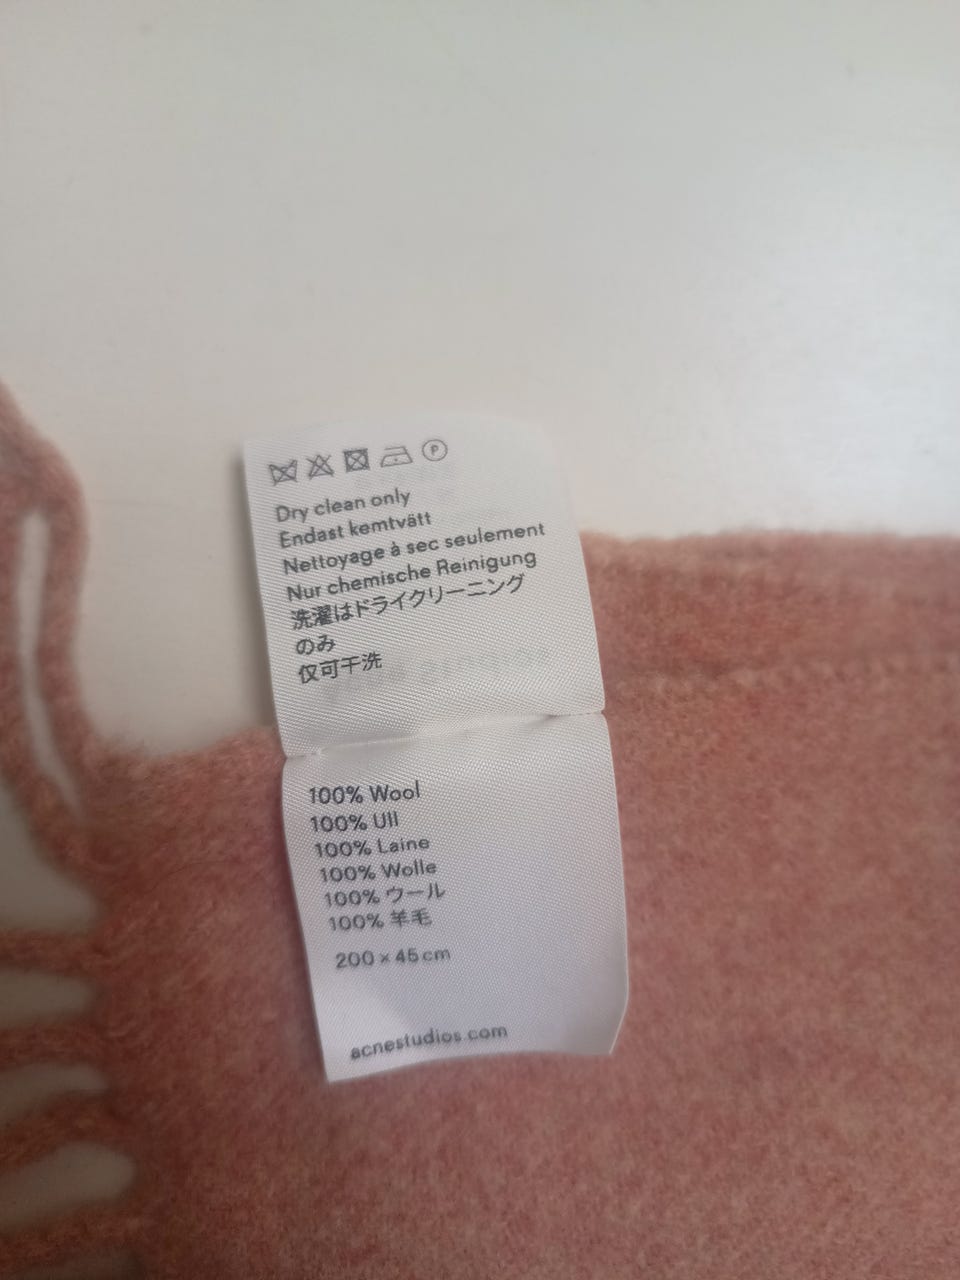 P
Dry clean only
Endast kemtvätt
Nettoyage à sec seulement
Nur chemische Reinigung
洗濯はドライクリーニング
のみ
仅可干洗
100% Wool
100% Ull
100% Laine
100% Wolle
100% ウール
100% 羊毛
200 × 45 cm
acnestudios.com